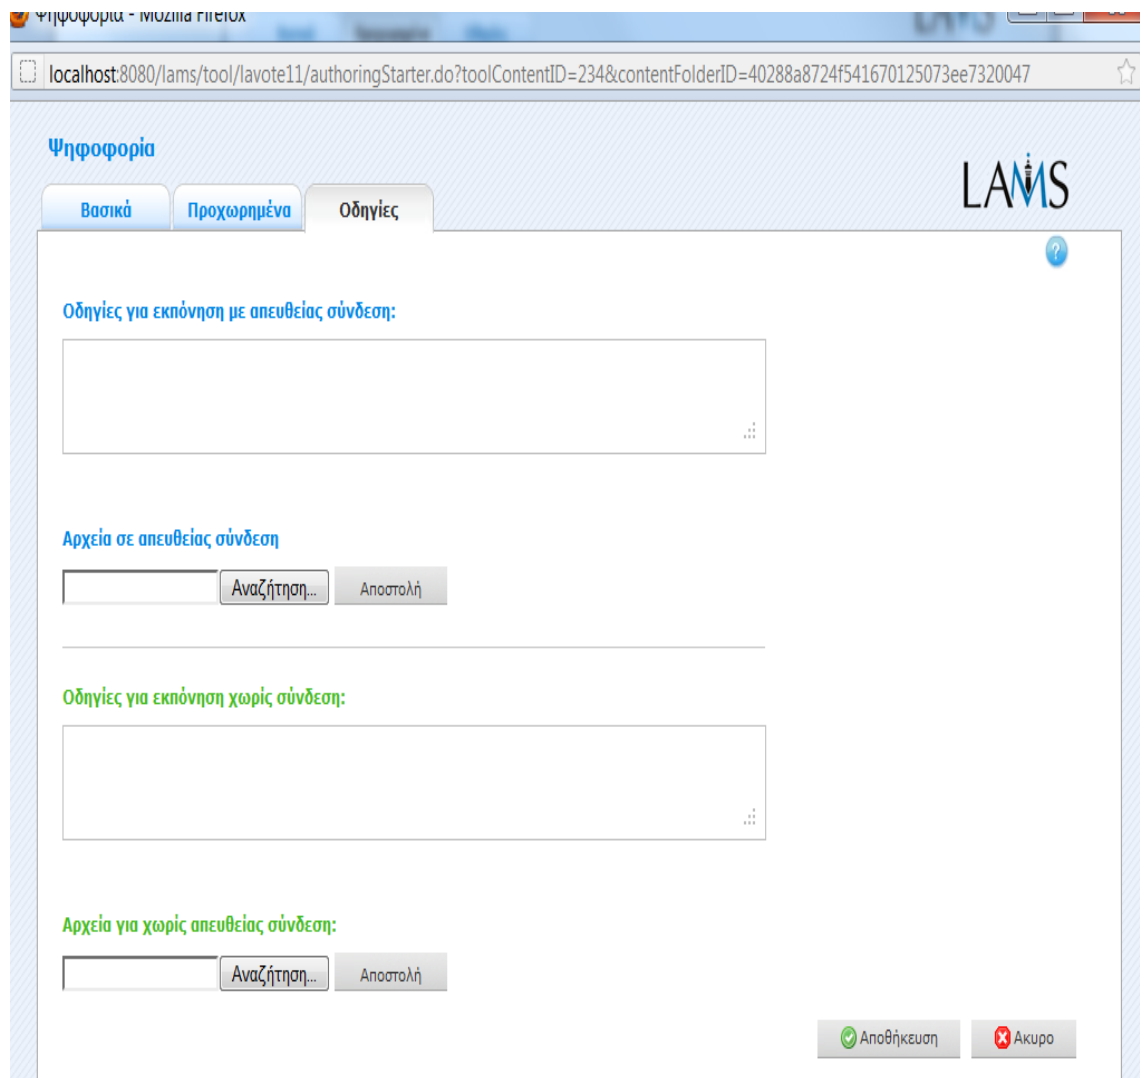 Ψηφοφορία - Mozilla Firefox
localhost:8080/lams/tool/lavote11/authoringStarter.do?toolContentID=234&contentFolderID=40288a8724f541670125073ee7320047
Ψηφοφορία
LAMS
Βασικά Προχωρημένα Οδηγίες
?
Οδηγίες για εκπόνηση με απευθείας σύνδεση:
Αρχεία σε απευθείας σύνδεση
Αναζήτηση... Αποστολή
Οδηγίες για εκπόνηση χωρίς σύνδεση:
Αρχεία για χωρίς απευθείας σύνδεση:
Αναζήτηση... Αποστολή
Αποθήκευση Ακυρο